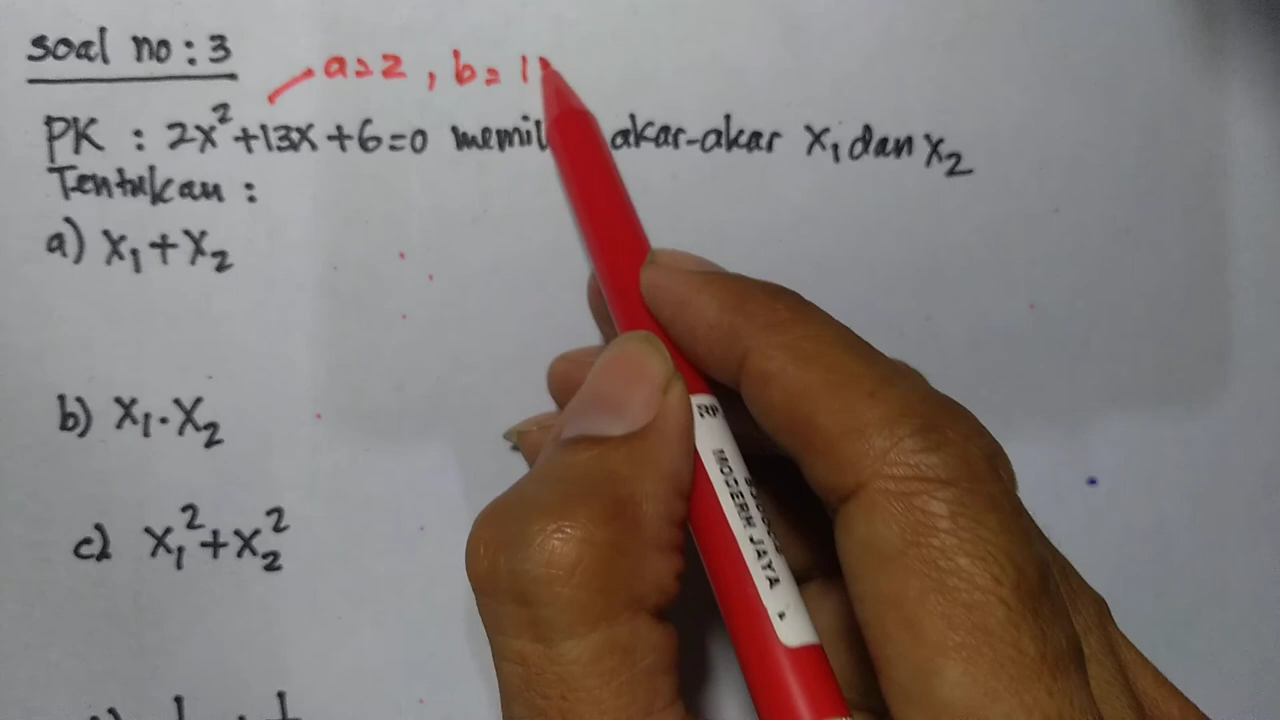 soal no : 3
a = 2 , b = 1
PK : 2x²+13x+6=0 akar-akar x₁ dan x₂
Tentukan :
a) x₁+x₂
b) x₁.x₂
c) x₁²+x₂²
RP
MODERN JAYA